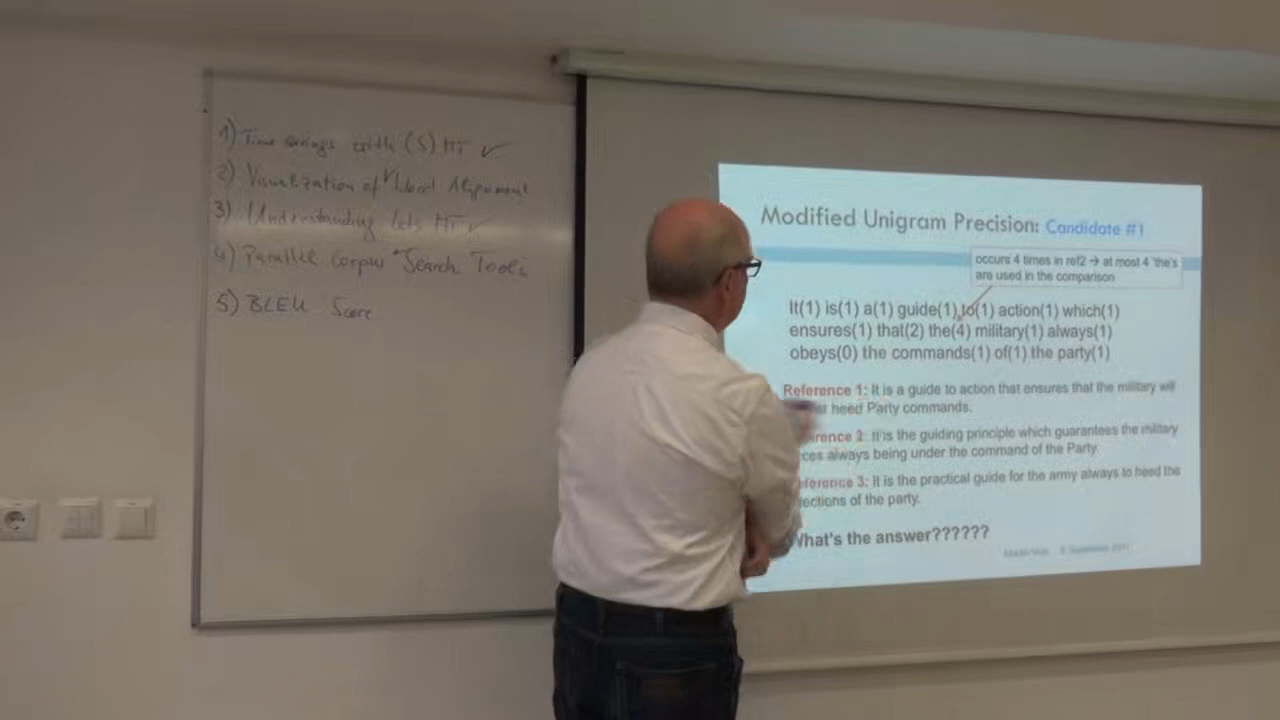 1) Time savings with (S) MT ✓
2) Visualization of Alignment
3) Understanding Lets MT ✓
4) Parallel Corpus Search Tools
5) BLEU Score
Modified Unigram Precision: Candidate #1
occurs 4 times in ref2 → at most 4 'the's
are used in the comparison
It(1) is(1) a(1) guide(1) to(1) action(1) which(1)
ensures(1) that(2) the(4) military(1) always(1)
obeys(0) the commands(1) of(1) the party(1)
Reference 1: It is a guide to action that ensures that the military will
heed Party commands.
2: It is the guiding principle which guarantees the military
always being under the command of the Party.
3: It is the practical guide for the army always to heed the
of the party.
What's the answer??????